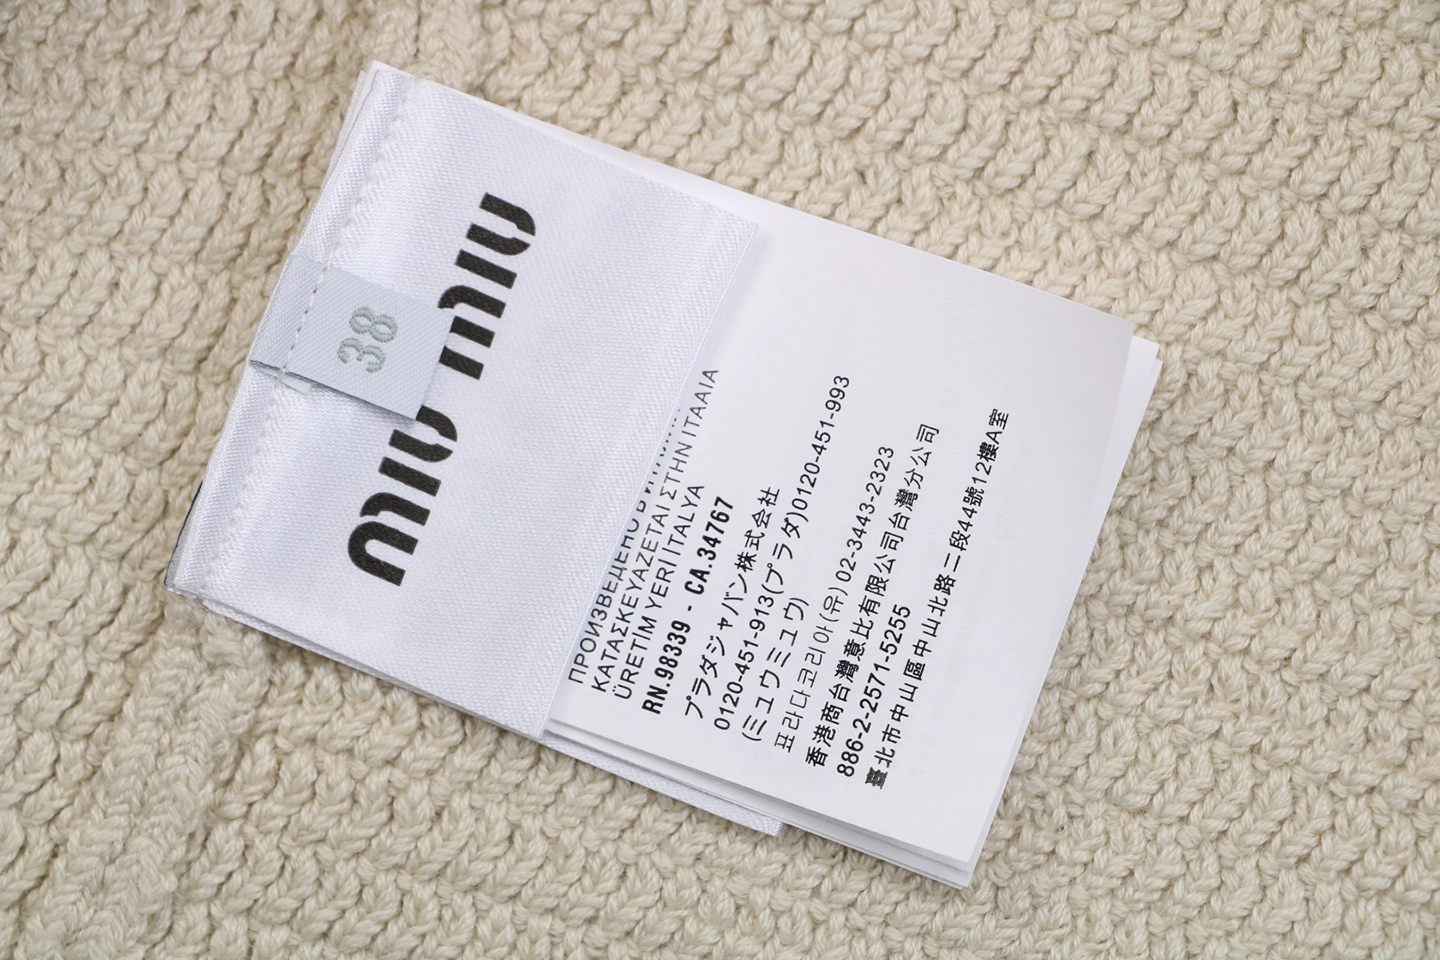 miu miu
38
ΠΡΟИЗВЕДЕНО В
ΚΑΤΑΣΚΕΥΑΖΕΤΑΙ ΣΤΗΝ ΙΤΑΛΙΑ
ÜRETİM YERİ İTALYA
RN.98339 - CA.34767
プラダジャパン株式会社
0120-451-913(プラダ)0120-451-993
(ミュウミュウ)
프라다코리아(유) 02-3443-2323
香港商台灣意比有限公司台灣分公司
886-2-2571-5255
臺北市中山區中山北路二段44號12樓A室